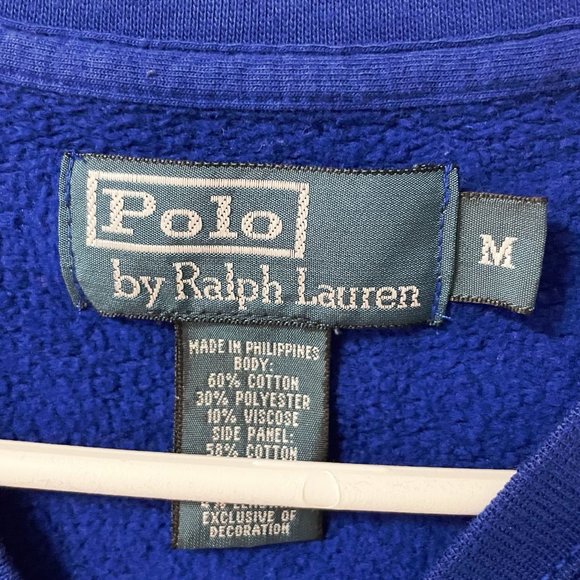 Polo
by Ralph Lauren
M
MADE IN PHILIPPINES
BODY:
60% COTTON
30% POLYESTER
10% VISCOSE
SIDE PANEL:
58% COTTON
EXCLUSIVE OF
DECORATION